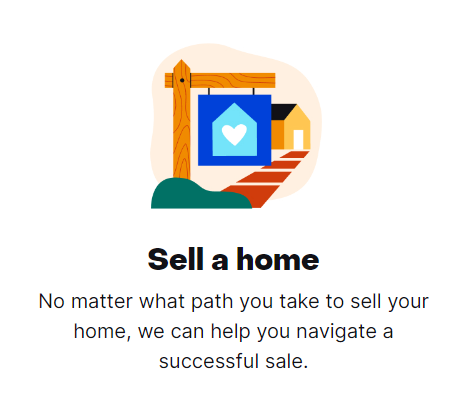 Sell a home
No matter what path you take to sell your
home, we can help you navigate a
successful sale.